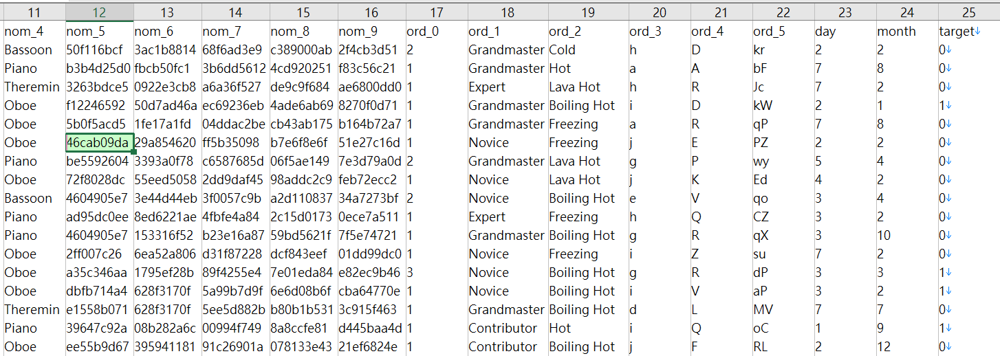 11 12 13 14 15 16 17 18 19 20 21 22 23 24 25
nom_4 nom_5 nom_6 nom_7 nom_8 nom_9 ord_0 ord_1 ord_2 ord_3 ord_4 ord_5 day month target↓
Bassoon 50f116bcf 3ac1b8814 68f6ad3e9 c389000ab 2f4cb3d51 2 Grandmaster Cold h D kr 2 2 0↓
Piano b3b4d25d0 fbcb50fc1 3b6dd5612 4cd920251 f83c56c21 1 Grandmaster Hot a A bF 7 8 0↓
Theremin 3263bdce5 0922e3cb8 a6a36f527 de9c9f684 ae6800dd0 1 Expert Lava Hot h R Jc 7 2 0↓
Oboe f12246592 50d7ad46a ec69236eb 4ade6ab69 8270f0d71 1 Grandmaster Boiling Hot i D kW 2 1 1↓
Oboe 5b0f5acd5 1fe17a1fd 04ddac2be cb43ab175 b164b72a7 1 Grandmaster Freezing a R qP 7 8 0↓
Oboe 46cab09da 29a854620 ff5b35098 b7e6f8e6f 51e27c16d 1 Novice Freezing j E PZ 2 2 0↓
Piano be5592604 3393a0f78 c6587685d 06f5ae149 7e3d79a0d 2 Grandmaster Lava Hot g P wy 5 4 0↓
Oboe 72f8028dc 55eed5058 2dd9daf45 98addc2c9 feb72ecc2 1 Novice Lava Hot j K Ed 4 2 0↓
Bassoon 4604905e7 3e44d44eb 3f0057c9b a2d110837 34a7273bf 2 Novice Boiling Hot e V qo 3 4 0↓
Piano ad95dc0ee 8ed6221ae 4fbfe4a84 2c15d0173 0ece7a511 1 Expert Freezing h Q CZ 3 2 0↓
Piano 4604905e7 153316f52 b23e16a87 59bd5621f 7f5e74721 1 Grandmaster Boiling Hot g R qX 3 10 0↓
Oboe 2ff007c26 6ea52a806 d31f87228 dcf843eef 01dd99dc0 1 Novice Freezing i Z su 7 2 0↓
Oboe a35c346aa 1795ef28b 89f4255e4 7e01eda84 e82ec9b46 3 Novice Boiling Hot g R dP 3 3 1↓
Oboe dbfb714a4 628f3170f 5a99b7d9f 6e6d08b6f cba64770e 1 Novice Boiling Hot i V aP 3 2 1↓
Theremin e1558b071 628f3170f 5ee5d882b b80b1b531 3c915f463 1 Grandmaster Boiling Hot d L MV 7 7 0↓
Piano 39647c92a 08b282a6c 00994f749 8a8ccfe81 d445baa4d 1 Contributor Hot i Q oC 1 9 1↓
Oboe ee55b9d67 395941181 91c26901a 078133e43 21ef6824e 1 Contributor Boiling Hot j F RL 2 12 0↓